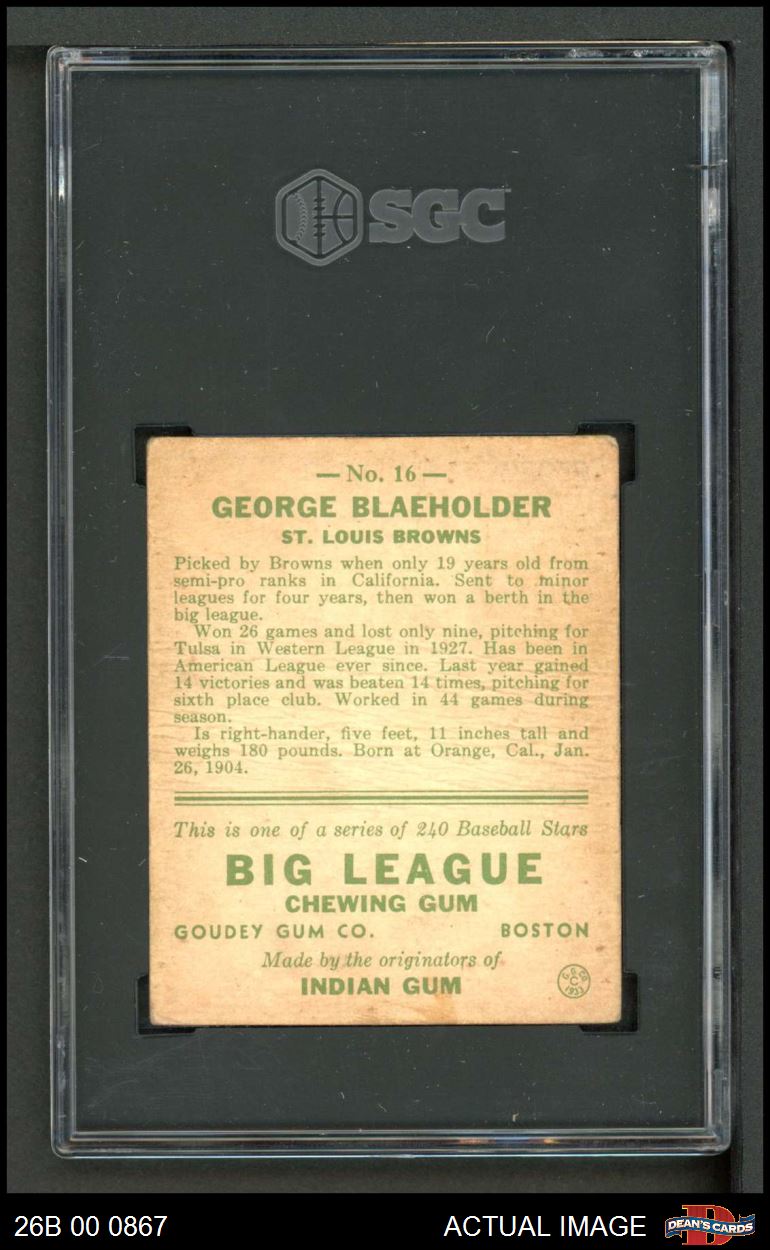 SGC
— No. 16 —
GEORGE BLAEHOLDER
ST. LOUIS BROWNS
Picked by Browns when only 19 years old from
semi-pro ranks in California. Sent to minor
leagues for four years, then won a berth in the
big league.
Won 26 games and lost only nine, pitching for
Tulsa in Western League in 1927. Has been in
American League ever since. Last year gained
14 victories and was beaten 14 times, pitching for
sixth place club. Worked in 44 games during
season.
Is right-hander, five feet, 11 inches tall and
weighs 180 pounds. Born at Orange, Cal., Jan.
26, 1904.
This is one of a series of 240 Baseball Stars
BIG LEAGUE
CHEWING GUM
GOUDEY GUM CO. BOSTON
Made by the originators of
INDIAN GUM
G. G. CO.
C
1933
26B 00 0867 ACTUAL IMAGE DEAN'S CARDS